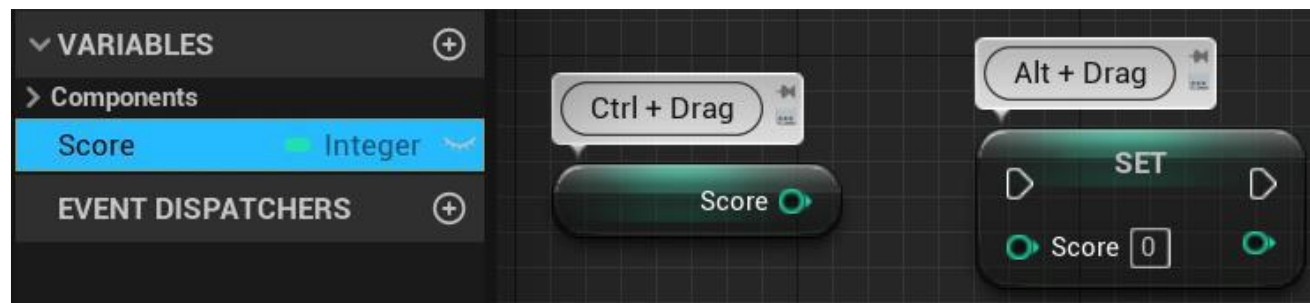 VARIABLES
Components
Score Integer
EVENT DISPATCHERS
Ctrl + Drag
Score
Alt + Drag
SET
Score 0